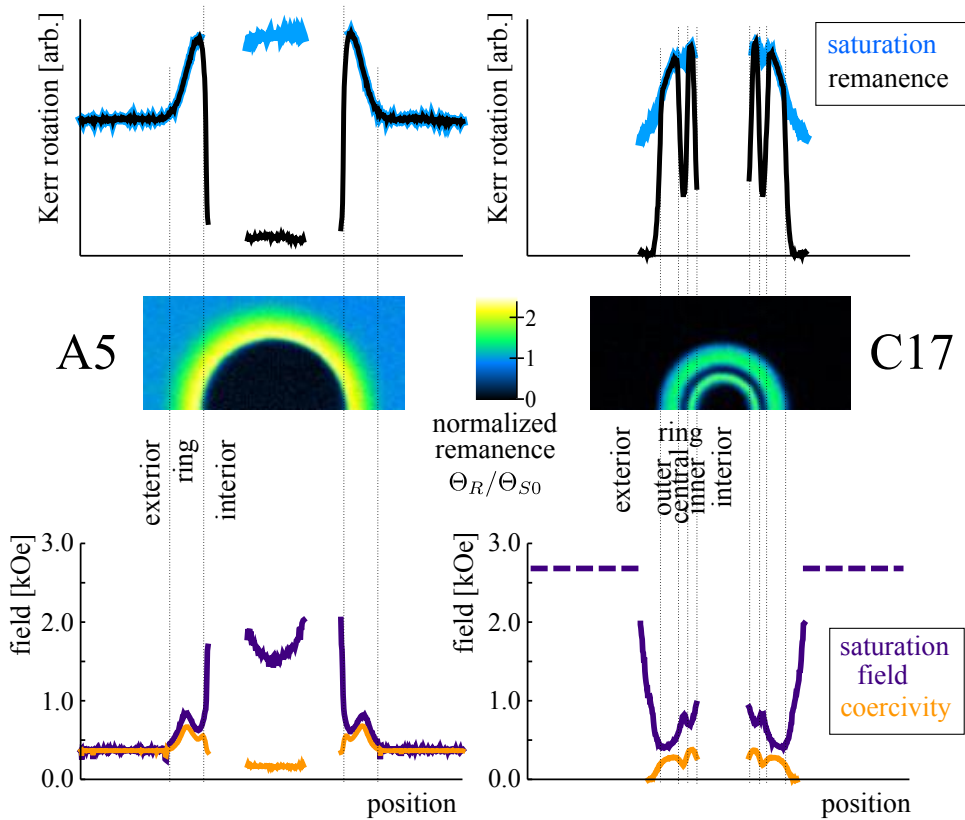 Kerr rotation [arb.]
Kerr rotation [arb.]
saturation
remanence
A5
2
1
0
normalized
remanence
Θ_R/Θ_S0
C17
exterior
ring
interior
exterior
ring
outer
central
inner
interior
field [kOe]
3.0
2.0
1.0
0.0
position
field [kOe]
3.0
2.0
1.0
0.0
position
saturation
field
coercivity